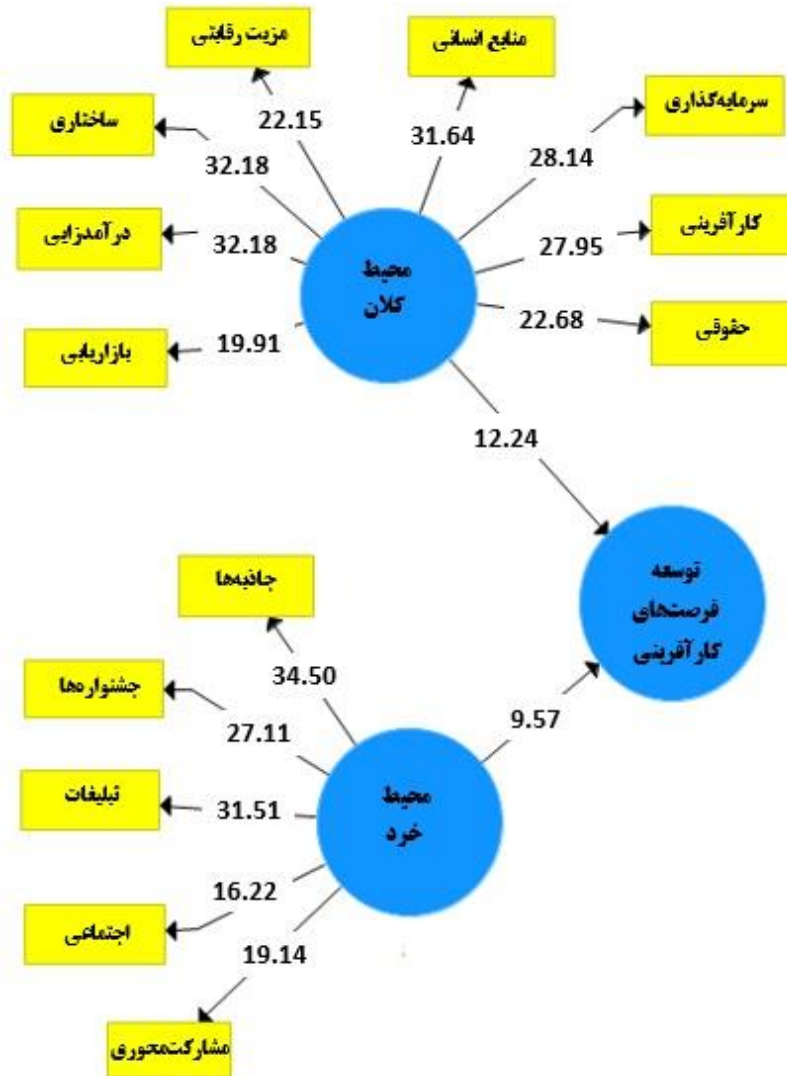 مزیت رقابتی
منابع انسانی
سرمایه‌گذاری
ساختاری
22.15
31.64
28.14
32.18
درآمدزایی
32.18
محیط
کلان
27.95
کارآفرینی
بازاریابی
19.91
22.68
حقوقی
12.24
توسعه
فرصت‌های
کارآفرینی
جاذبه‌ها
34.50
جشنواره‌ها
27.11
9.57
تبلیغات
31.51
محیط
خرد
16.22
اجتماعی
19.14
مشارکت‌محوری